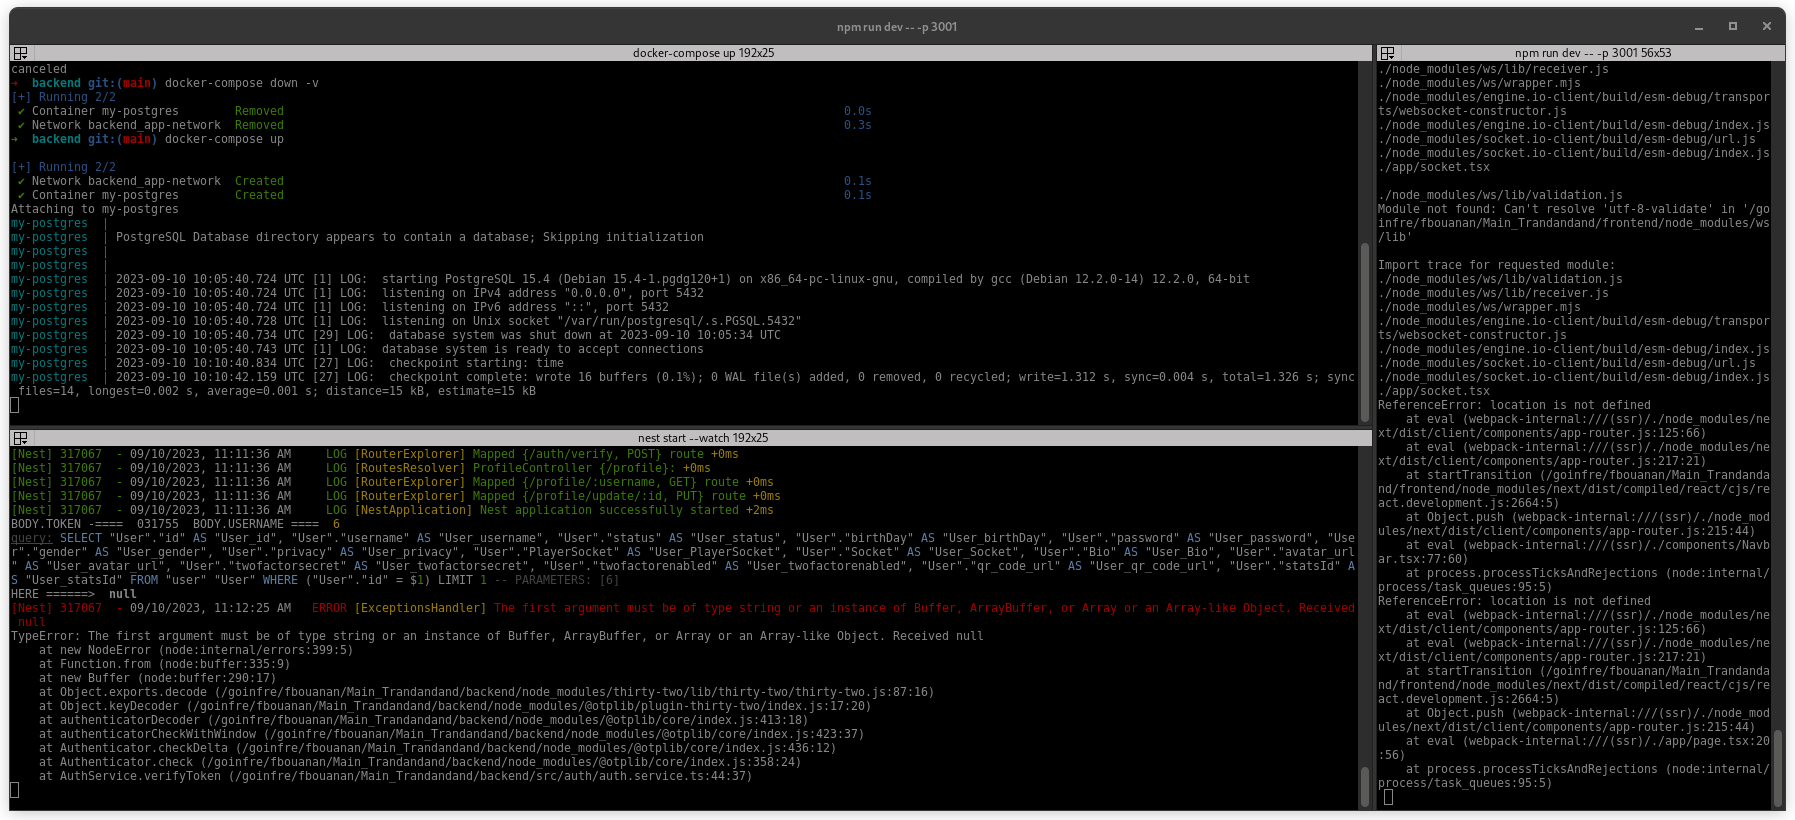 npm run dev -- -p 3001
docker-compose up 192x25
canceled
→  backend git:(main) docker-compose down -v
[+] Running 2/2
 ✔ Container my-postgres        Removed                                                                                0.0s
 ✔ Network backend_app-network  Removed                                                                                0.3s
→  backend git:(main) docker-compose up
[+] Running 2/2
 ✔ Network backend_app-network  Created                                                                                0.1s
 ✔ Container my-postgres        Created                                                                                0.1s
Attaching to my-postgres
my-postgres  |
my-postgres  | PostgreSQL Database directory appears to contain a database; Skipping initialization
my-postgres  |
my-postgres  |
my-postgres  | 2023-09-10 10:05:40.724 UTC [1] LOG:  starting PostgreSQL 15.4 (Debian 15.4-1.pgdg120+1) on x86_64-pc-linux-gnu, compiled by gcc (Debian 12.2.0-14) 12.2.0, 64-bit
my-postgres  | 2023-09-10 10:05:40.724 UTC [1] LOG:  listening on IPv4 address "0.0.0.0", port 5432
my-postgres  | 2023-09-10 10:05:40.724 UTC [1] LOG:  listening on IPv6 address "::", port 5432
my-postgres  | 2023-09-10 10:05:40.728 UTC [1] LOG:  listening on Unix socket "/var/run/postgresql/.s.PGSQL.5432"
my-postgres  | 2023-09-10 10:05:40.734 UTC [29] LOG:  database system was shut down at 2023-09-10 10:05:34 UTC
my-postgres  | 2023-09-10 10:05:40.743 UTC [1] LOG:  database system is ready to accept connections
my-postgres  | 2023-09-10 10:10:40.834 UTC [27] LOG:  checkpoint starting: time
my-postgres  | 2023-09-10 10:10:42.159 UTC [27] LOG:  checkpoint complete: wrote 16 buffers (0.1%); 0 WAL file(s) added, 0 removed, 0 recycled; write=1.312 s, sync=0.004 s, total=1.326 s; sync
 files=14, longest=0.002 s, average=0.001 s; distance=15 kB, estimate=15 kB
nest start --watch 192x25
[Nest] 317067  - 09/10/2023, 11:11:36 AM     LOG [RouterExplorer] Mapped {/auth/verify, POST} route +0ms
[Nest] 317067  - 09/10/2023, 11:11:36 AM     LOG [RoutesResolver] ProfileController {/profile}: +0ms
[Nest] 317067  - 09/10/2023, 11:11:36 AM     LOG [RouterExplorer] Mapped {/profile/:username, GET} route +0ms
[Nest] 317067  - 09/10/2023, 11:11:36 AM     LOG [RouterExplorer] Mapped {/profile/update/:id, PUT} route +0ms
[Nest] 317067  - 09/10/2023, 11:11:36 AM     LOG [NestApplication] Nest application successfully started +2ms
BODY.TOKEN -====  031755  BODY.USERNAME ====  6
query: SELECT "User"."id" AS "User_id", "User"."username" AS "User_username", "User"."status" AS "User_status", "User"."birthDay" AS "User_birthDay", "User"."password" AS "User_password", "Use
r"."gender" AS "User_gender", "User"."privacy" AS "User_privacy", "User"."PlayerSocket" AS "User_PlayerSocket", "User"."Socket" AS "User_Socket", "User"."Bio" AS "User_Bio", "User"."avatar_url
" AS "User_avatar_url", "User"."twofactorsecret" AS "User_twofactorsecret", "User"."twofactorenabled" AS "User_twofactorenabled", "User"."qr_code_url" AS "User_qr_code_url", "User"."statsId" A
S "User_statsId" FROM "user" "User" WHERE ("User"."id" = $1) LIMIT 1 -- PARAMETERS: [6]
HERE ======>  null
[Nest] 317067  - 09/10/2023, 11:12:25 AM   ERROR [ExceptionsHandler] The first argument must be of type string or an instance of Buffer, ArrayBuffer, or Array or an Array-like Object. Received
 null
TypeError: The first argument must be of type string or an instance of Buffer, ArrayBuffer, or Array or an Array-like Object. Received null
    at new NodeError (node:internal/errors:399:5)
    at Function.from (node:buffer:335:9)
    at new Buffer (node:buffer:290:17)
    at Object.exports.decode (/goinfre/fbouanan/Main_Trandandand/backend/node_modules/thirty-two/lib/thirty-two/thirty-two.js:87:16)
    at Object.keyDecoder (/goinfre/fbouanan/Main_Trandandand/backend/node_modules/@otplib/plugin-thirty-two/index.js:17:20)
    at authenticatorDecoder (/goinfre/fbouanan/Main_Trandandand/backend/node_modules/@otplib/core/index.js:413:18)
    at authenticatorCheckWithWindow (/goinfre/fbouanan/Main_Trandandand/backend/node_modules/@otplib/core/index.js:423:37)
    at Authenticator.checkDelta (/goinfre/fbouanan/Main_Trandandand/backend/node_modules/@otplib/core/index.js:436:12)
    at Authenticator.check (/goinfre/fbouanan/Main_Trandandand/backend/node_modules/@otplib/core/index.js:358:24)
    at AuthService.verifyToken (/goinfre/fbouanan/Main_Trandandand/backend/src/auth/auth.service.ts:44:37)
npm run dev -- -p 3001 56x53
./node_modules/ws/lib/receiver.js
./node_modules/ws/wrapper.mjs
./node_modules/engine.io-client/build/esm-debug/transpor
ts/websocket-constructor.js
./node_modules/engine.io-client/build/esm-debug/index.js
./node_modules/socket.io-client/build/esm-debug/url.js
./node_modules/socket.io-client/build/esm-debug/index.js
./app/socket.tsx
./node_modules/ws/lib/validation.js
Module not found: Can't resolve 'utf-8-validate' in '/go
infre/fbouanan/Main_Trandandand/frontend/node_modules/ws
/lib'
Import trace for requested module:
./node_modules/ws/lib/validation.js
./node_modules/ws/lib/receiver.js
./node_modules/ws/wrapper.mjs
./node_modules/engine.io-client/build/esm-debug/transpor
ts/websocket-constructor.js
./node_modules/engine.io-client/build/esm-debug/index.js
./node_modules/socket.io-client/build/esm-debug/url.js
./node_modules/socket.io-client/build/esm-debug/index.js
./app/socket.tsx
ReferenceError: location is not defined
    at eval (webpack-internal:///(ssr)/./node_modules/ne
xt/dist/client/components/app-router.js:125:66)
    at eval (webpack-internal:///(ssr)/./node_modules/ne
xt/dist/client/components/app-router.js:217:21)
    at startTransition (/goinfre/fbouanan/Main_Trandanda
nd/frontend/node_modules/next/dist/compiled/react/cjs/re
act.development.js:2664:5)
    at Object.push (webpack-internal:///(ssr)/./node_mod
ules/next/dist/client/components/app-router.js:215:44)
    at eval (webpack-internal:///(ssr)/./components/Navb
ar.tsx:77:60)
    at process.processTicksAndRejections (node:internal/
process/task_queues:95:5)
ReferenceError: location is not defined
    at eval (webpack-internal:///(ssr)/./node_modules/ne
xt/dist/client/components/app-router.js:125:66)
    at eval (webpack-internal:///(ssr)/./node_modules/ne
xt/dist/client/components/app-router.js:217:21)
    at startTransition (/goinfre/fbouanan/Main_Trandanda
nd/frontend/node_modules/next/dist/compiled/react/cjs/re
act.development.js:2664:5)
    at Object.push (webpack-internal:///(ssr)/./node_mod
ules/next/dist/client/components/app-router.js:215:44)
    at eval (webpack-internal:///(ssr)/./app/page.tsx:20
:56)
    at process.processTicksAndRejections (node:internal/
process/task_queues:95:5)